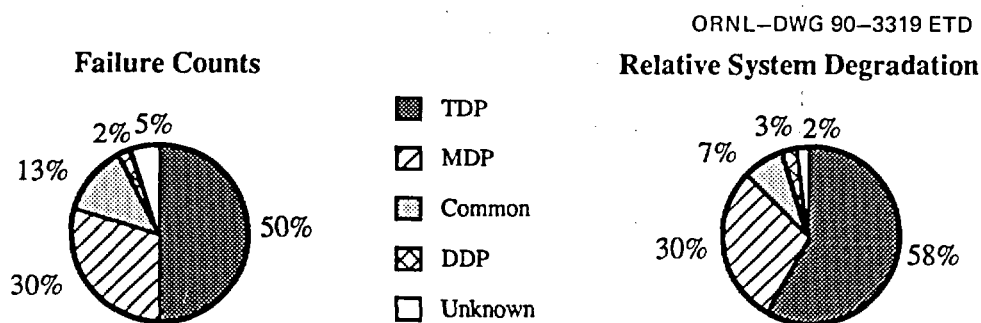 ORNL–DWG 90–3319 ETD
Failure Counts
Relative System Degradation
TDP
MDP
Common
DDP
Unknown
2% 5%
13%
50%
30%
3% 2%
7%
30%
58%